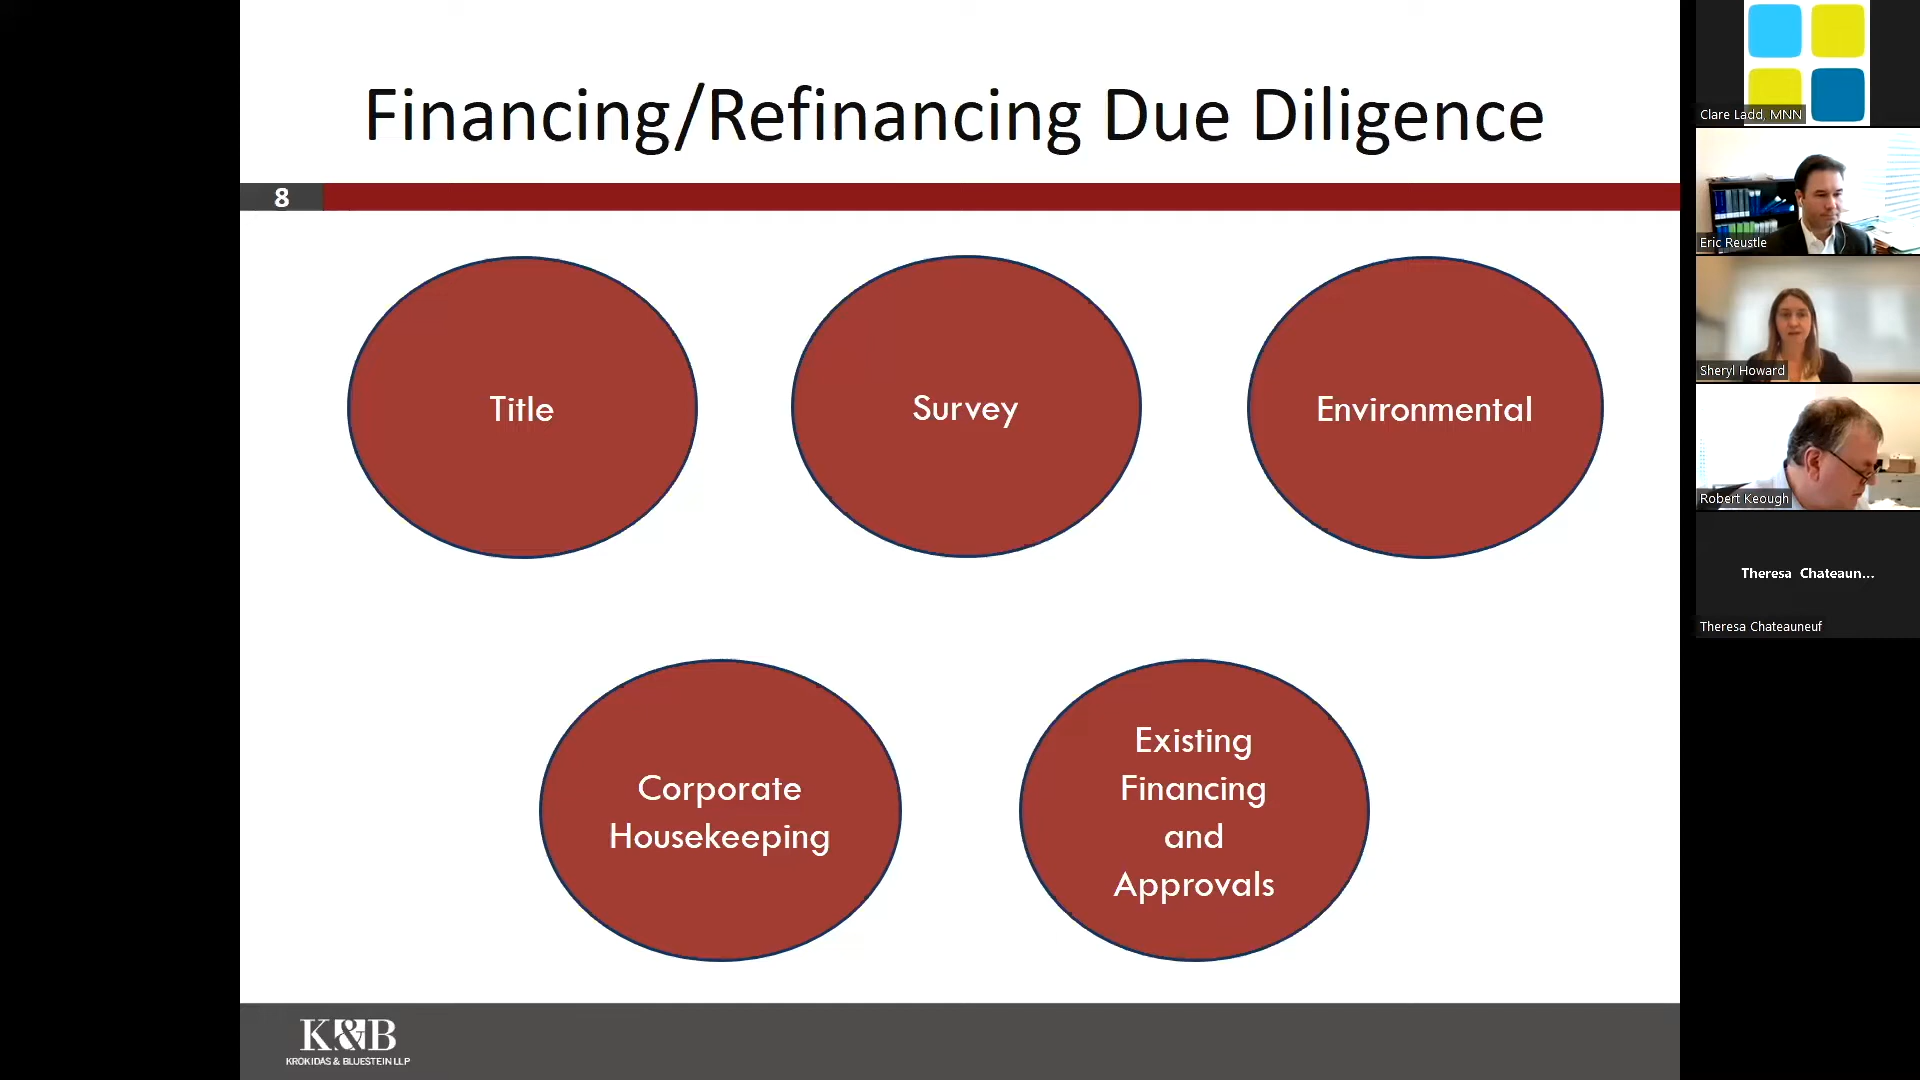 Financing/Refinancing Due Diligence
8
Title
Survey
Environmental
Corporate
Housekeeping
Existing
Financing
and
Approvals
K&B
KROKIDAS & BLUESTEIN LLP
Clare Ladd, MNN
Eric Reustle
Sheryl Howard
Robert Keough
Theresa Chateaun...
Theresa Chateauneuf